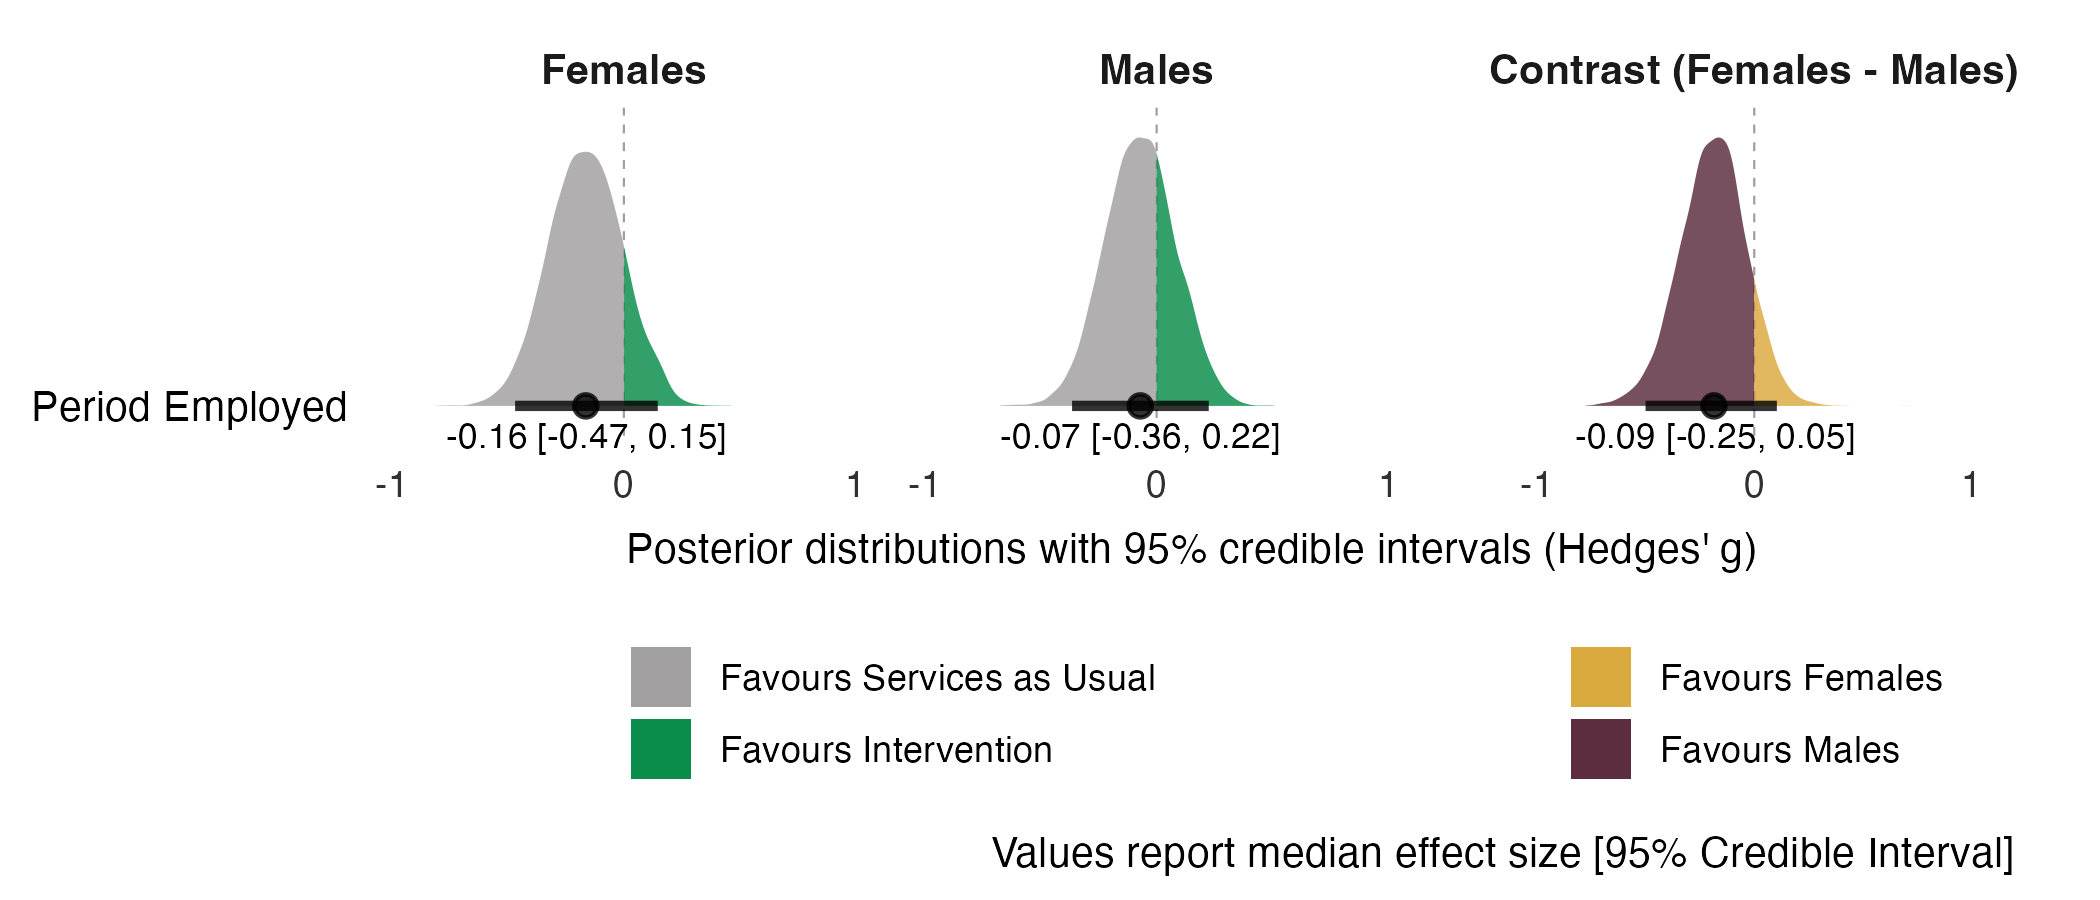 Females Males Contrast (Females - Males)
Period Employed
-0.16 [-0.47, 0.15] -0.07 [-0.36, 0.22] -0.09 [-0.25, 0.05]
-1 0 1 -1 0 1 -1 0 1
Posterior distributions with 95% credible intervals (Hedges' g)
Favours Services as Usual Favours Females
Favours Intervention Favours Males
Values report median effect size [95% Credible Interval]